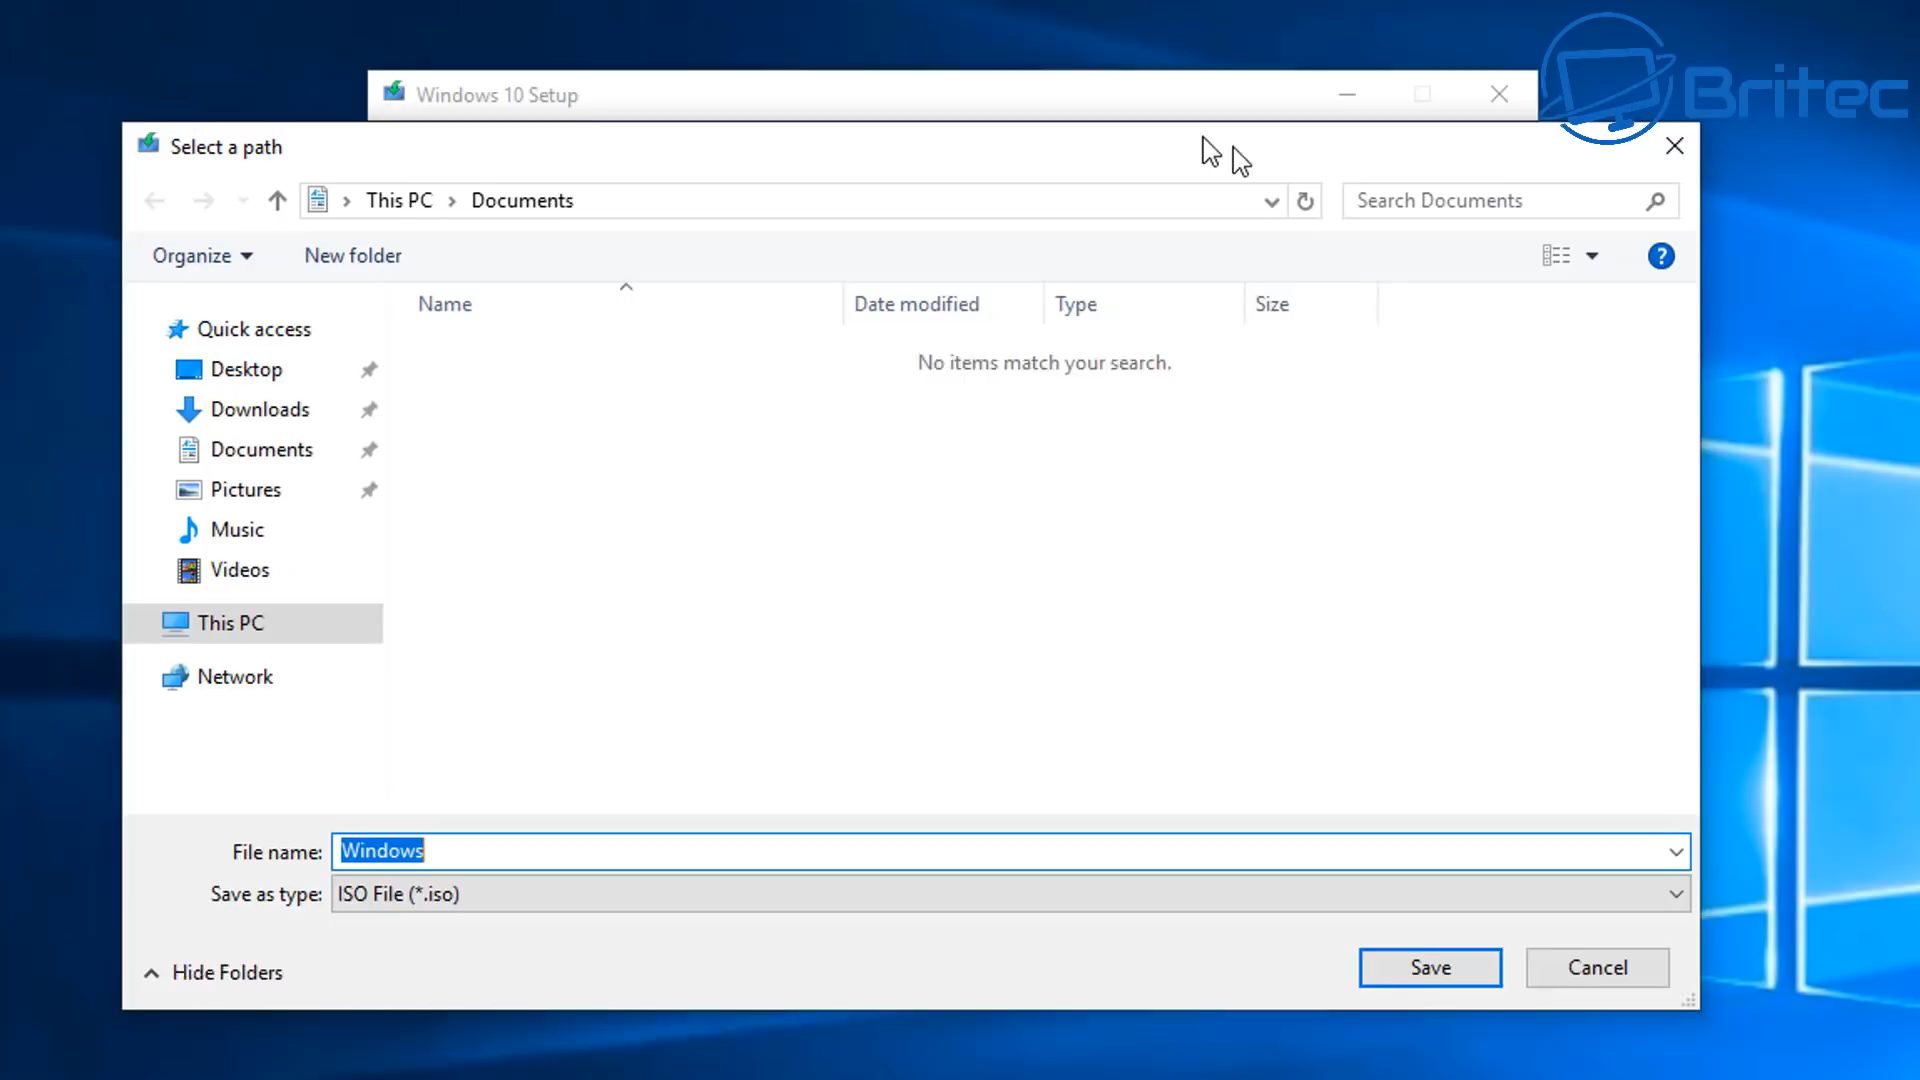 Britec
Windows 10 Setup
Select a path
This PC > Documents
Search Documents
Organize
New folder
?
Name
Date modified
Type
Size
No items match your search.
Quick access
Desktop
Downloads
Documents
Pictures
Music
Videos
This PC
Network
File name: Windows
Save as type: ISO File (*.iso)
Hide Folders
Save
Cancel